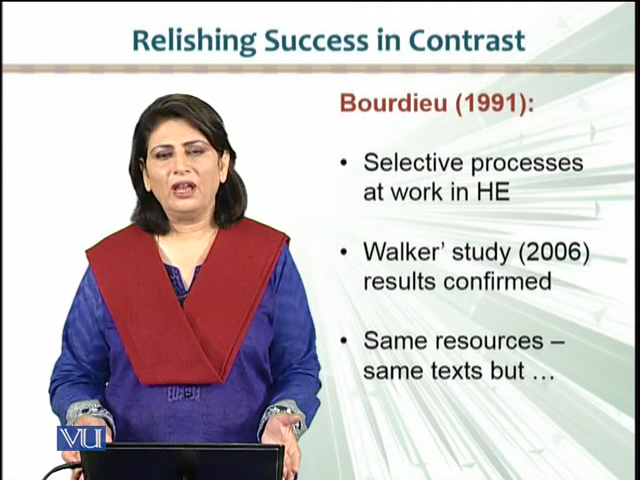 Relishing Success in Contrast
Bourdieu (1991):
• Selective processes
at work in HE
• Walker' study (2006)
results confirmed
• Same resources –
same texts but …
VU